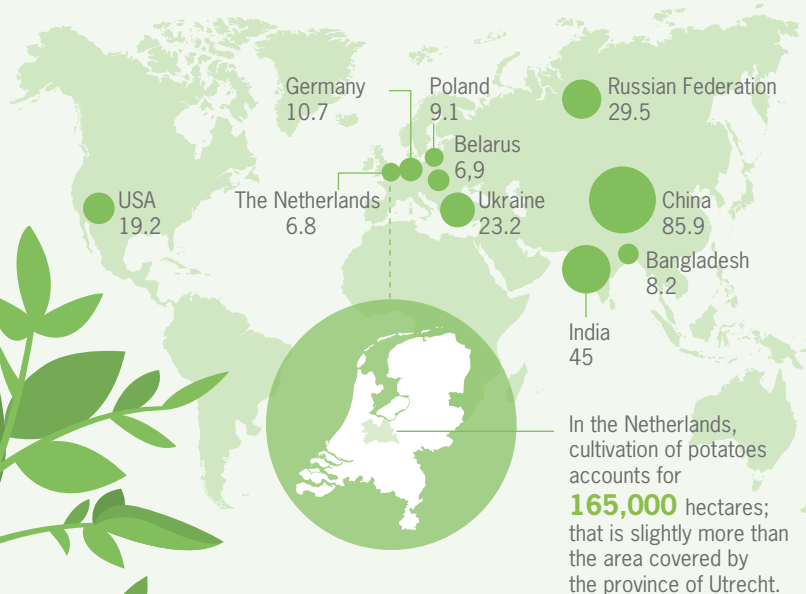 Germany
10.7
Poland
9.1
Russian Federation
29.5
Belarus
6,9
USA
19.2
The Netherlands
6.8
Ukraine
23.2
China
85.9
Bangladesh
8.2
India
45
In the Netherlands,
cultivation of potatoes
accounts for
165,000 hectares;
that is slightly more than
the area covered by
the province of Utrecht.